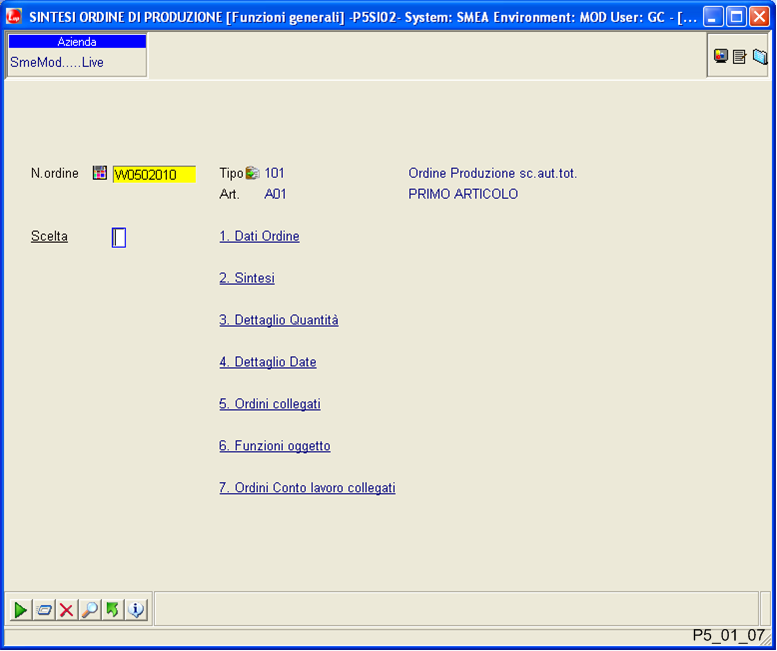 SINTESI ORDINE DI PRODUZIONE [Funzioni generali] -P5SI02- System: SMEA Environment: MOD User: GC - [...
Azienda
SmeMod.....Live
N.ordine W0502010 Tipo 101 Ordine Produzione sc.aut.tot.
Art. A01 PRIMO ARTICOLO
Scelta 1. Dati Ordine
2. Sintesi
3. Dettaglio Quantità
4. Dettaglio Date
5. Ordini collegati
6. Funzioni oggetto
7. Ordini Conto lavoro collegati
P5_01_07